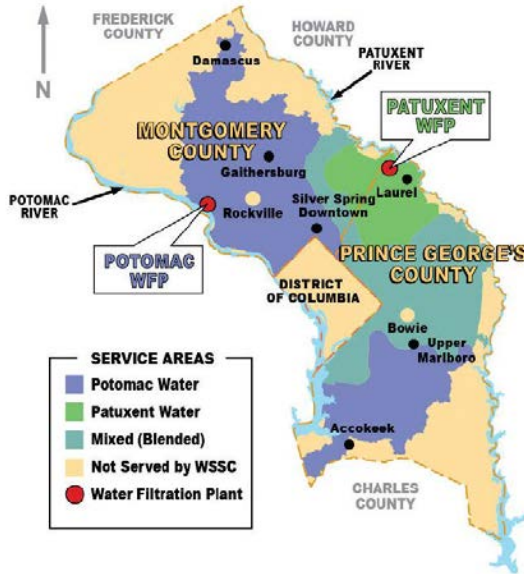 FREDERICK
COUNTY
HOWARD
COUNTY
Damascus
PATUXENT
RIVER
N
PATUXENT
WFP
MONTGOMERY
COUNTY
Gaithersburg
Laurel
POTOMAC
RIVER
Rockville
Silver Spring
Downtown
POTOMAC
WFP
PRINCE GEORGE'S
COUNTY
DISTRICT
OF COLUMBIA
Bowie
Upper
Marlboro
SERVICE AREAS
Potomac Water
Patuxent Water
Mixed (Blended)
Not Served by WSSC
Water Filtration Plant
Accokeek
CHARLES
COUNTY